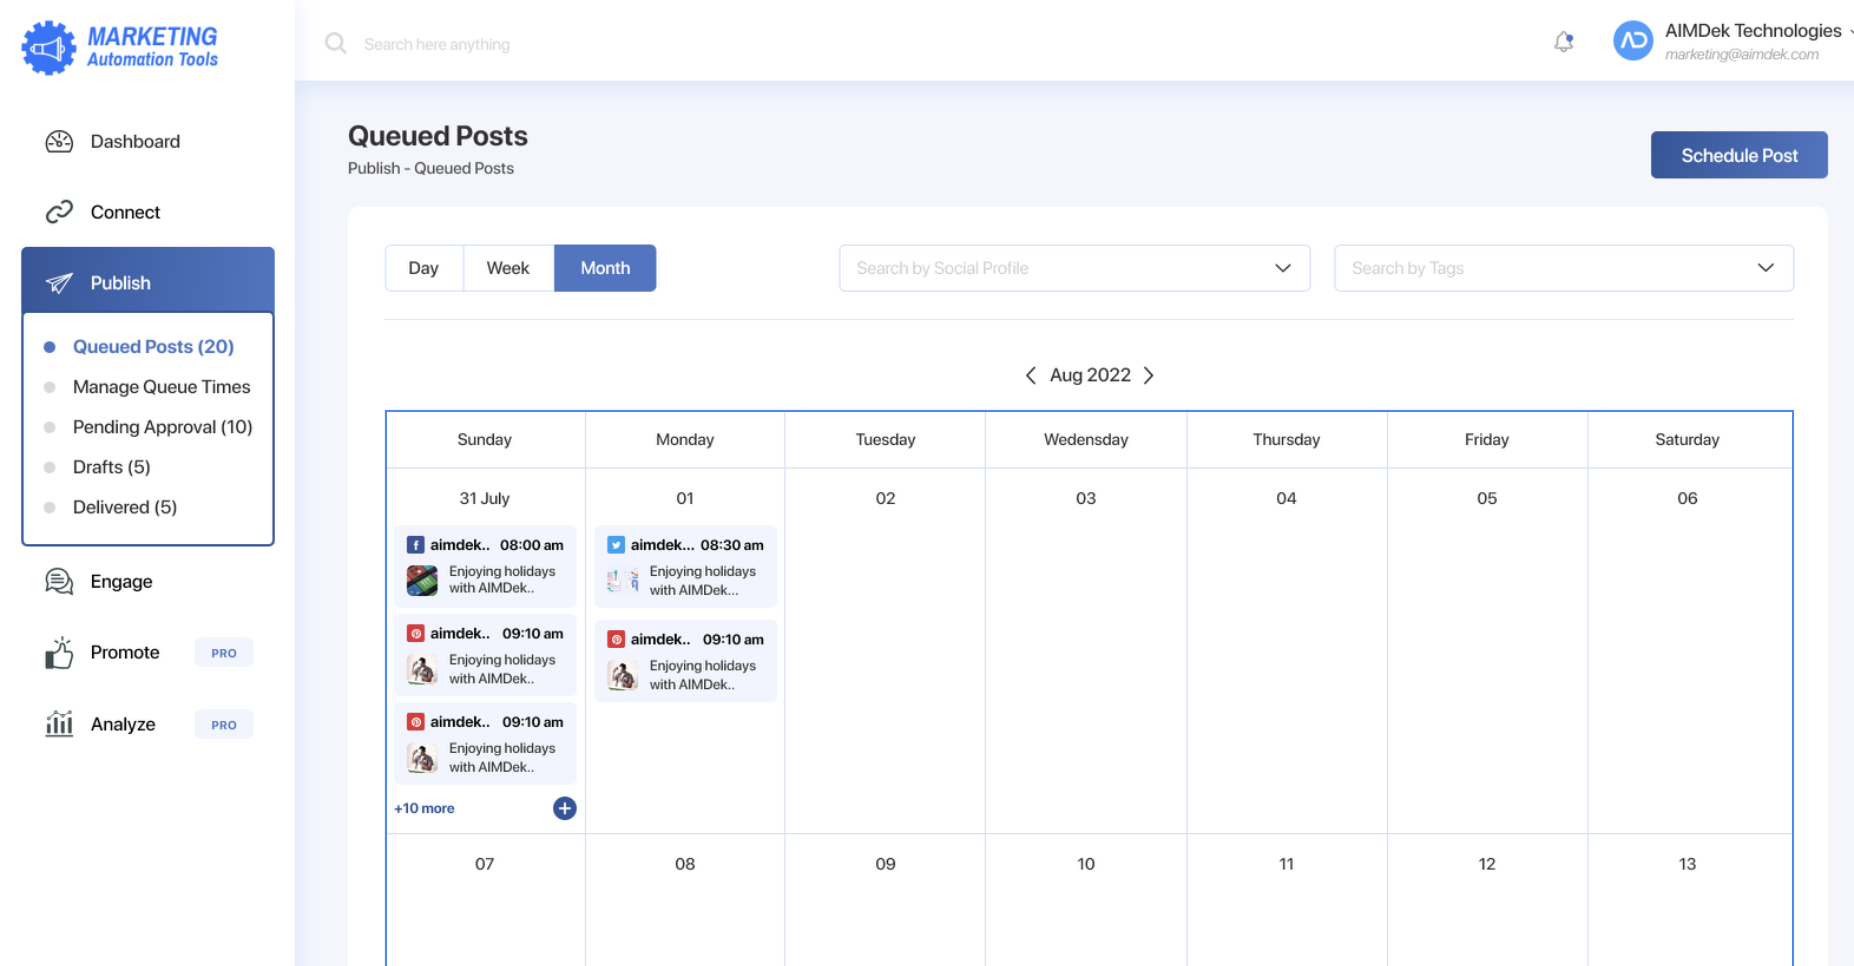 MARKETING
Automation Tools
Search here anything
AIMDek Technologies
marketing@aimdek.com
Dashboard
Connect
Publish
Queued Posts (20)
Manage Queue Times
Pending Approval (10)
Drafts (5)
Delivered (5)
Engage
Promote PRO
Analyze PRO
Queued Posts
Publish - Queued Posts
Schedule Post
Day Week Month
Search by Social Profile
Search by Tags
Aug 2022
Sunday Monday Tuesday Wedensday Thursday Friday Saturday
31 July 01 02 03 04 05 06
aimdek.. 08:00 am
Enjoying holidays
with AIMDek..
aimdek.. 09:10 am
Enjoying holidays
with AIMDek..
aimdek.. 09:10 am
Enjoying holidays
with AIMDek..
+10 more
aimdek... 08:30 am
Enjoying holidays
with AIMDek...
aimdek.. 09:10 am
Enjoying holidays
with AIMDek..
07 08 09 10 11 12 13